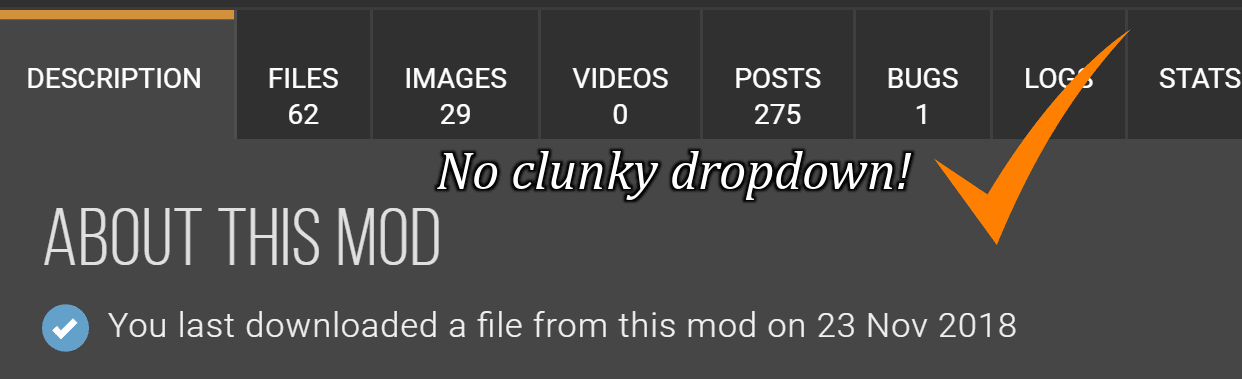 DESCRIPTION FILES IMAGES VIDEOS POSTS BUGS LOGS STATS
62 29 0 275 1
No clunky dropdown!
ABOUT THIS MOD
You last downloaded a file from this mod on 23 Nov 2018